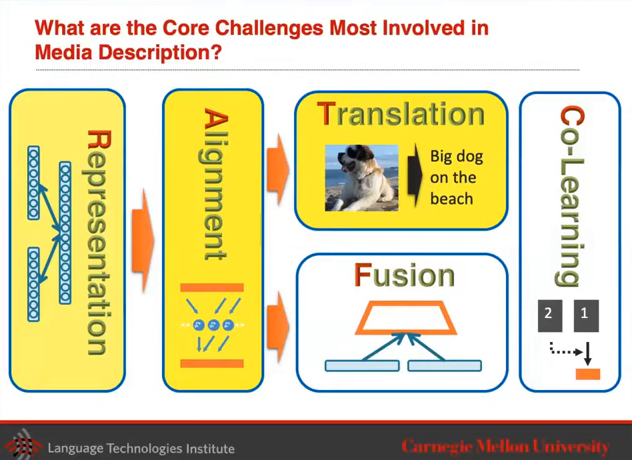 What are the Core Challenges Most Involved in
Media Description?
Representation
Alignment
Translation
Big dog
on the
beach
Fusion
Co-Learning
2 1
Language Technologies Institute
Carnegie Mellon University